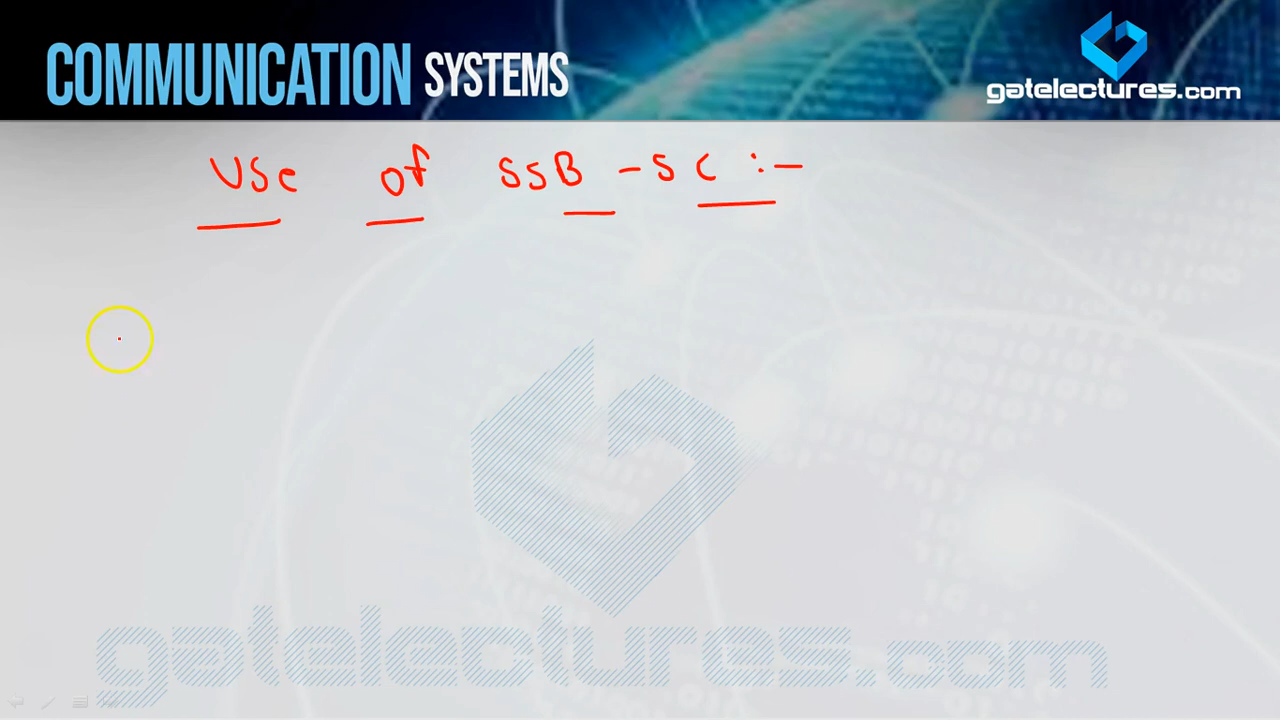 COMMUNICATION SYSTEMS
gatelectures.com
Use of SSB-SC :-
gatelectures.com